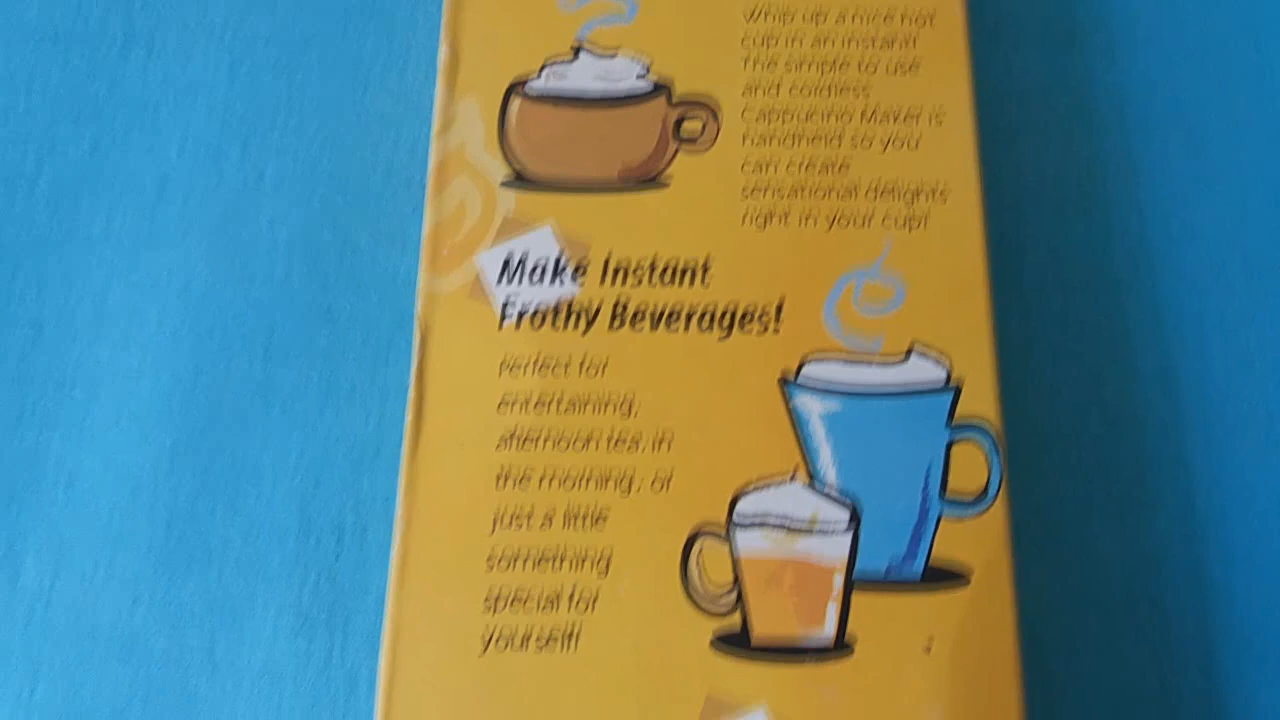 Whip up a nice hot
cup in an instant!
The simple to use
and cordless
Cappucino Maker is
handheld so you
can create
sensational delights
right in your cup!
Make Instant
Frothy Beverages!
Perfect for
entertaining,
afternoon tea, in
the morning, or
just a little
something
special for
yourself!